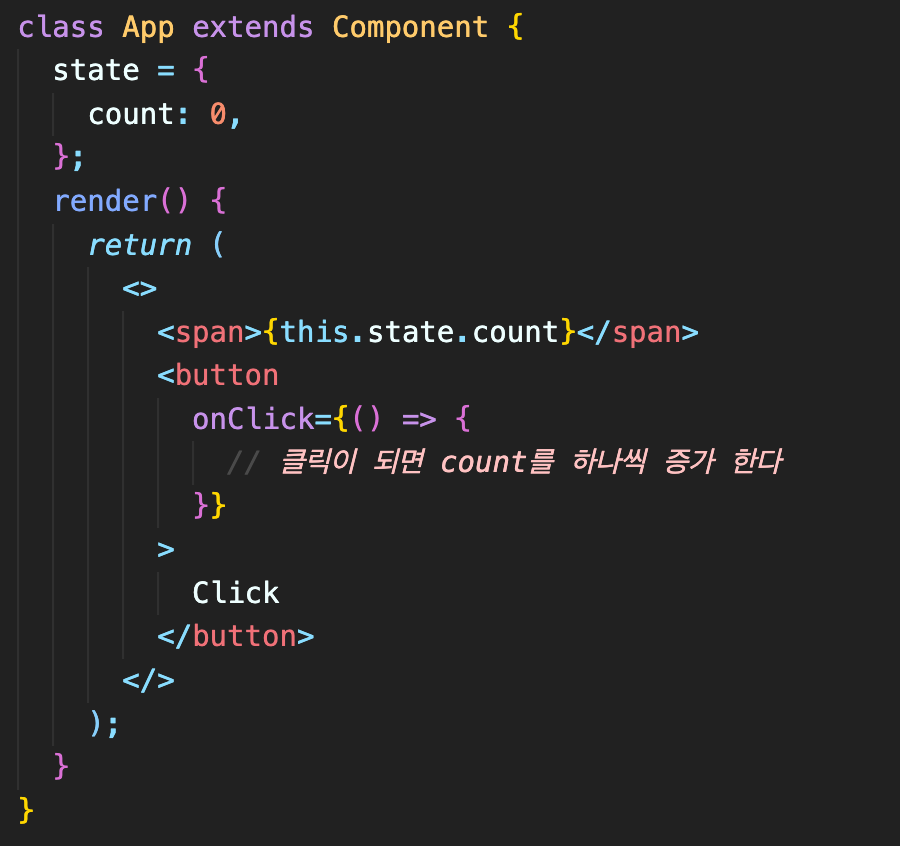 class App extends Component {
  state = {
    count: 0,
  };
  render() {
    return (
      <>
        <span>{this.state.count}</span>
        <button
          onClick={() => {
            // 클릭이 되면 count를 하나씩 증가 한다
          }}
        >
          Click
        </button>
      </>
    );
  }
}